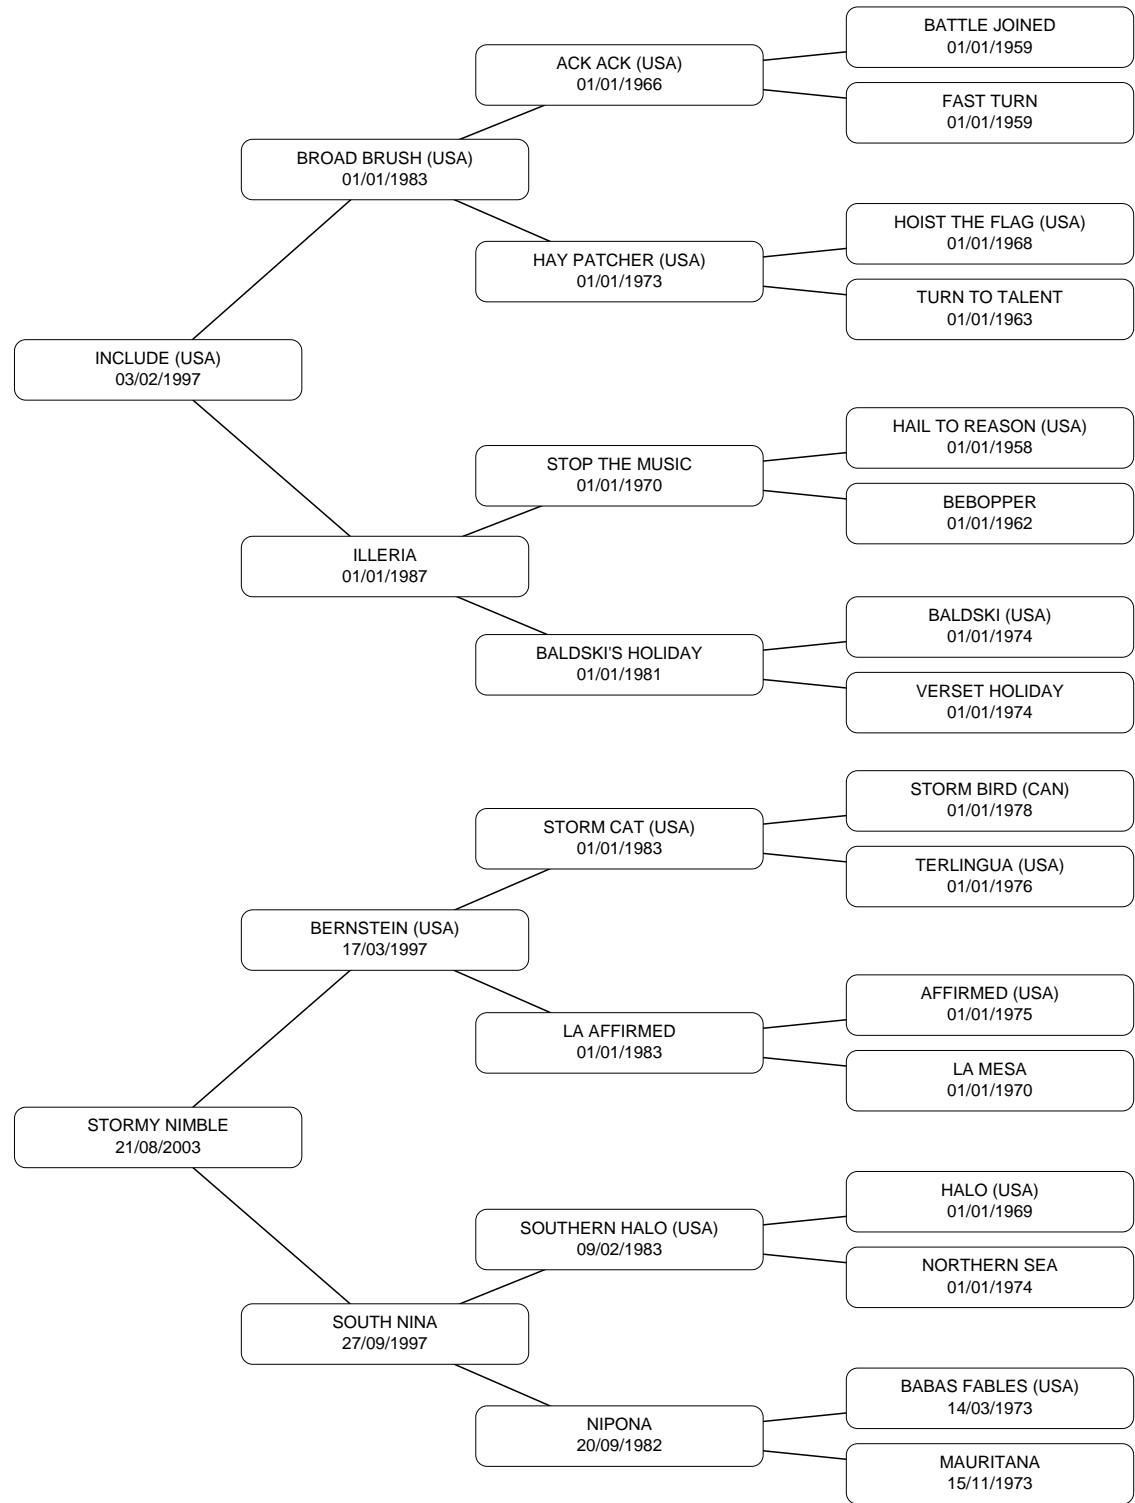 BATTLE JOINED
01/01/1959
ACK ACK (USA)
01/01/1966
FAST TURN
01/01/1959
BROAD BRUSH (USA)
01/01/1983
HOIST THE FLAG (USA)
01/01/1968
HAY PATCHER (USA)
01/01/1973
TURN TO TALENT
01/01/1963
INCLUDE (USA)
03/02/1997
HAIL TO REASON (USA)
01/01/1958
STOP THE MUSIC
01/01/1970
BEBOPPER
01/01/1962
ILLERIA
01/01/1987
BALDSKI (USA)
01/01/1974
BALDSKI'S HOLIDAY
01/01/1981
VERSET HOLIDAY
01/01/1974
STORM BIRD (CAN)
01/01/1978
STORM CAT (USA)
01/01/1983
TERLINGUA (USA)
01/01/1976
BERNSTEIN (USA)
17/03/1997
AFFIRMED (USA)
01/01/1975
LA AFFIRMED
01/01/1983
LA MESA
01/01/1970
STORMY NIMBLE
21/08/2003
HALO (USA)
01/01/1969
SOUTHERN HALO (USA)
09/02/1983
NORTHERN SEA
01/01/1974
SOUTH NINA
27/09/1997
BABAS FABLES (USA)
14/03/1973
NIPONA
20/09/1982
MAURITANA
15/11/1973